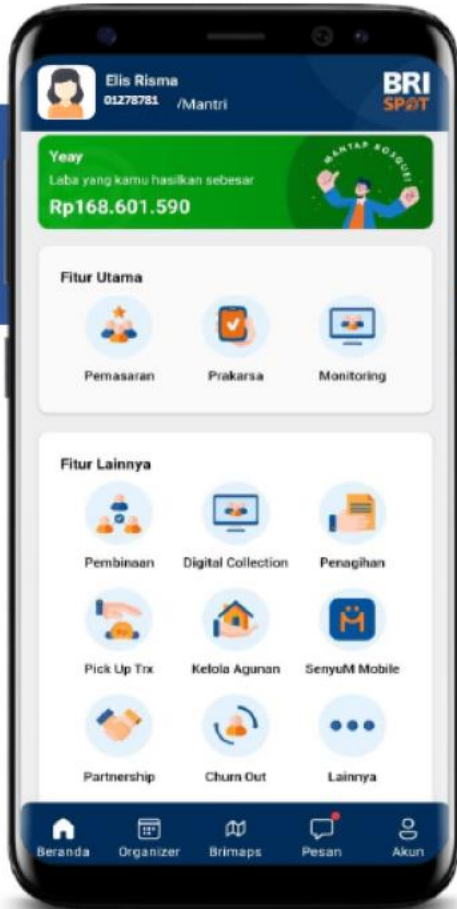 Elis Risma
01278781 /Mantri
BRI
SPOT
Yeay
Laba yang kamu hasilkan sebesar
Rp168.601.590
MANTAP BOSQUE!
Fitur Utama
Pemasaran Prakarsa Monitoring
Fitur Lainnya
Pembinaan Digital Collection Penagihan
Pick Up Trx Kelola Agunan SenyuM Mobile
Partnership Churn Out Lainnya
Beranda Organizer Brimaps Pesan Akun